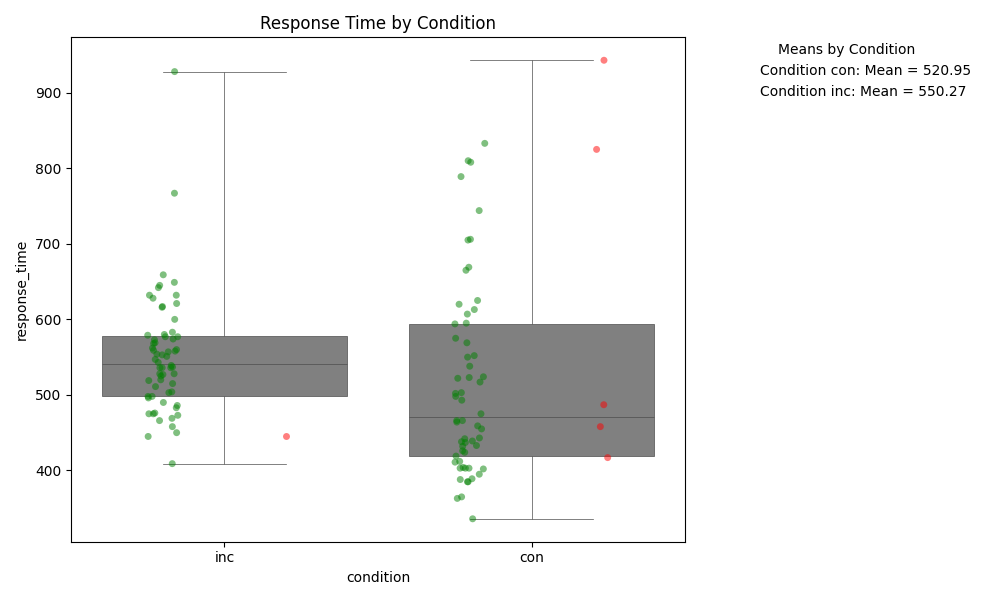 Response Time by Condition
Means by Condition
Condition con: Mean = 520.95
Condition inc: Mean = 550.27
900
800
700
600
500
400
response_time
inc
con
condition